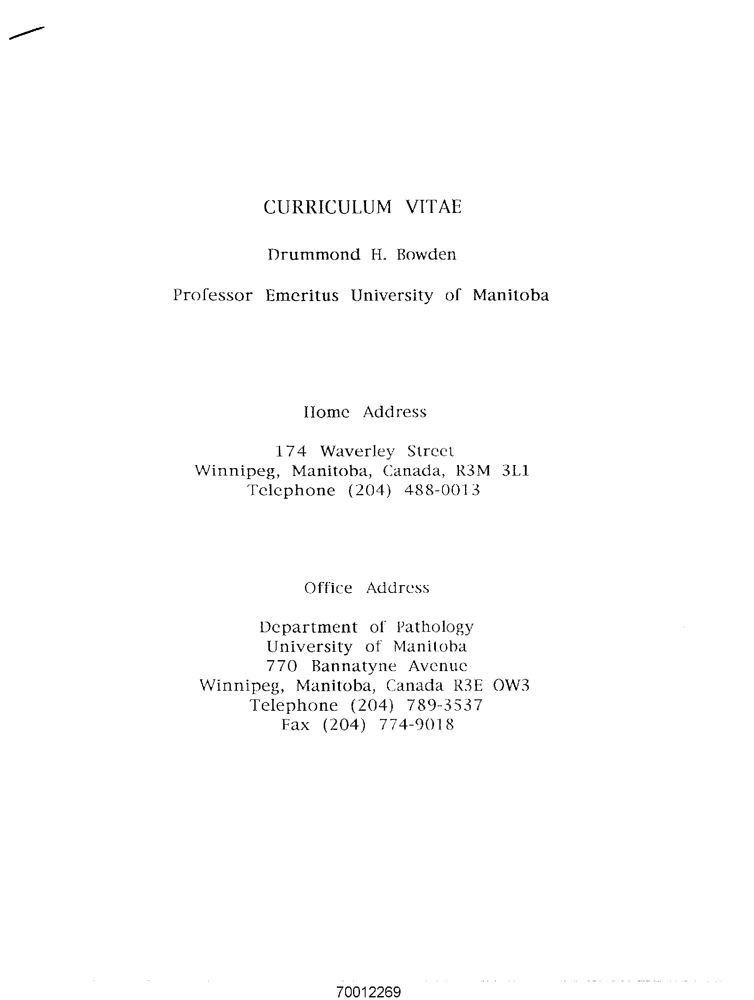 CURRICULUM VITAE
Drummond H. Bowden
Professor Emeritus University of Manitoba
Home Address
174 Waverley Street
Winnipeg, Manitoba, Canada, R3M 3L1
Telephone (204) 488-0013
Office Address
Department of Pathology
University of Manitoba
770 Bannatyne Avenue
Winnipeg, Manitoba, Canada R3E OW3
Telephone (204) 789-3537
Fax (204) 774-9018
70012269